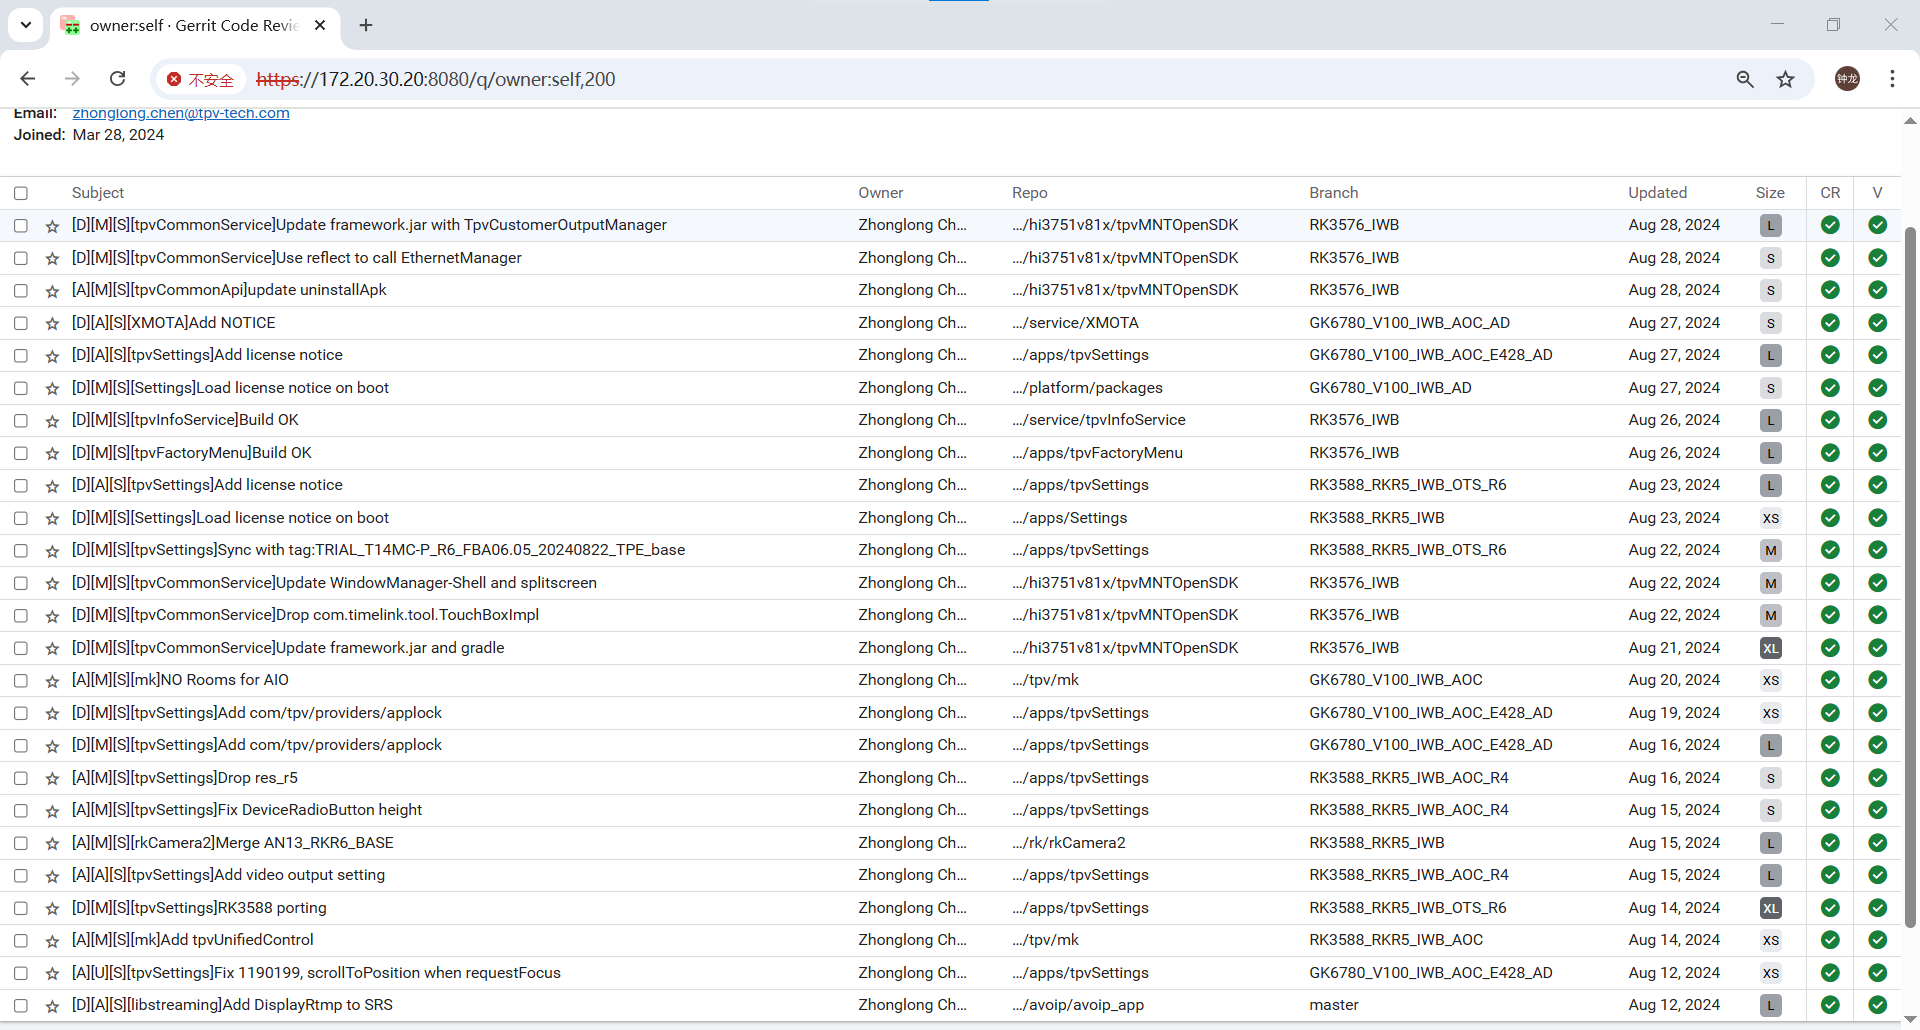 owner:self · Gerrit Code Revie
不安全 https://172.20.30.20:8080/q/owner:self,200 钟龙
Email: zhonglong.chen@tpv-tech.com
Joined: Mar 28, 2024
Subject Owner Repo Branch Updated Size CR V
[D][M][S][tpvCommonService]Update framework.jar with TpvCustomerOutputManager Zhonglong Ch... .../hi3751v81x/tpvMNTOpenSDK RK3576_IWB Aug 28, 2024 L
[D][M][S][tpvCommonService]Use reflect to call EthernetManager Zhonglong Ch... .../hi3751v81x/tpvMNTOpenSDK RK3576_IWB Aug 28, 2024 S
[A][M][S][tpvCommonApi]update uninstallApk Zhonglong Ch... .../hi3751v81x/tpvMNTOpenSDK RK3576_IWB Aug 28, 2024 S
[D][A][S][XMOTA]Add NOTICE Zhonglong Ch... .../service/XMOTA GK6780_V100_IWB_AOC_AD Aug 27, 2024 S
[D][A][S][tpvSettings]Add license notice Zhonglong Ch... .../apps/tpvSettings GK6780_V100_IWB_AOC_E428_AD Aug 27, 2024 L
[D][M][S][Settings]Load license notice on boot Zhonglong Ch... .../platform/packages GK6780_V100_IWB_AD Aug 27, 2024 S
[D][M][S][tpvInfoService]Build OK Zhonglong Ch... .../service/tpvInfoService RK3576_IWB Aug 26, 2024 L
[D][M][S][tpvFactoryMenu]Build OK Zhonglong Ch... .../apps/tpvFactoryMenu RK3576_IWB Aug 26, 2024 L
[D][A][S][tpvSettings]Add license notice Zhonglong Ch... .../apps/tpvSettings RK3588_RKR5_IWB_OTS_R6 Aug 23, 2024 L
[D][M][S][Settings]Load license notice on boot Zhonglong Ch... .../apps/Settings RK3588_RKR5_IWB Aug 23, 2024 XS
[D][M][S][tpvSettings]Sync with tag:TRIAL_T14MC-P_R6_FBA06.05_20240822_TPE_base Zhonglong Ch... .../apps/tpvSettings RK3588_RKR5_IWB_OTS_R6 Aug 22, 2024 M
[D][M][S][tpvCommonService]Update WindowManager-Shell and splitscreen Zhonglong Ch... .../hi3751v81x/tpvMNTOpenSDK RK3576_IWB Aug 22, 2024 M
[D][M][S][tpvCommonService]Drop com.timelink.tool.TouchBoxImpl Zhonglong Ch... .../hi3751v81x/tpvMNTOpenSDK RK3576_IWB Aug 22, 2024 M
[D][M][S][tpvCommonService]Update framework.jar and gradle Zhonglong Ch... .../hi3751v81x/tpvMNTOpenSDK RK3576_IWB Aug 21, 2024 XL
[A][M][S][mk]NO Rooms for AIO Zhonglong Ch... .../tpv/mk GK6780_V100_IWB_AOC Aug 20, 2024 XS
[D][M][S][tpvSettings]Add com/tpv/providers/applock Zhonglong Ch... .../apps/tpvSettings GK6780_V100_IWB_AOC_E428_AD Aug 19, 2024 XS
[D][M][S][tpvSettings]Add com/tpv/providers/applock Zhonglong Ch... .../apps/tpvSettings GK6780_V100_IWB_AOC_E428_AD Aug 16, 2024 L
[A][M][S][tpvSettings]Drop res_r5 Zhonglong Ch... .../apps/tpvSettings RK3588_RKR5_IWB_AOC_R4 Aug 16, 2024 S
[A][M][S][tpvSettings]Fix DeviceRadioButton height Zhonglong Ch... .../apps/tpvSettings RK3588_RKR5_IWB_AOC_R4 Aug 15, 2024 S
[A][M][S][rkCamera2]Merge AN13_RKR6_BASE Zhonglong Ch... .../rk/rkCamera2 RK3588_RKR5_IWB Aug 15, 2024 L
[A][A][S][tpvSettings]Add video output setting Zhonglong Ch... .../apps/tpvSettings RK3588_RKR5_IWB_AOC_R4 Aug 15, 2024 L
[D][M][S][tpvSettings]RK3588 porting Zhonglong Ch... .../apps/tpvSettings RK3588_RKR5_IWB_OTS_R6 Aug 14, 2024 XL
[A][M][S][mk]Add tpvUnifiedControl Zhonglong Ch... .../tpv/mk RK3588_RKR5_IWB_AOC Aug 14, 2024 XS
[A][U][S][tpvSettings]Fix 1190199, scrollToPosition when requestFocus Zhonglong Ch... .../apps/tpvSettings GK6780_V100_IWB_AOC_E428_AD Aug 12, 2024 XS
[D][A][S][libstreaming]Add DisplayRtmp to SRS Zhonglong Ch... .../avoip/avoip_app master Aug 12, 2024 L